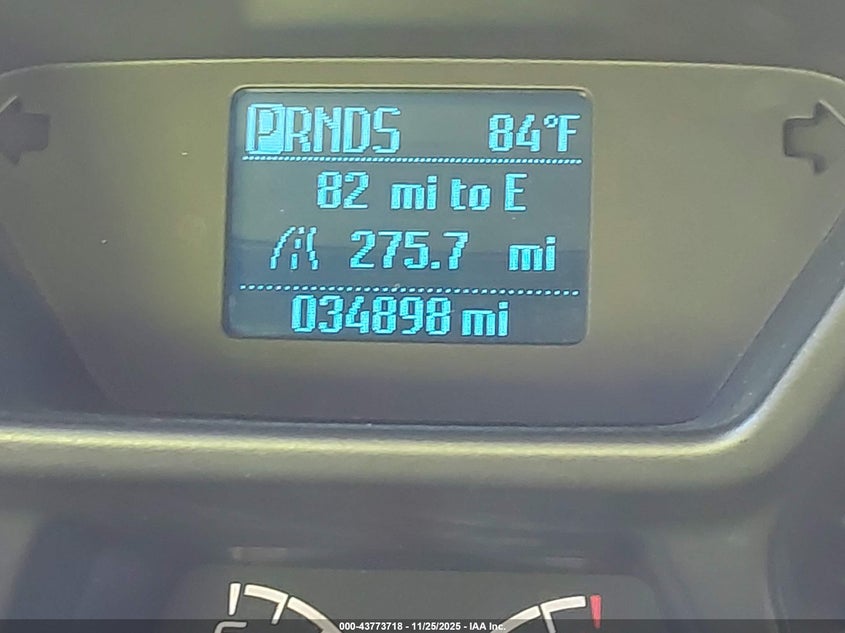 PRNDS 84°F
82 mi to E
275.7 mi
034898 mi
000-43773718 - 11/25/2025 - IAA Inc.